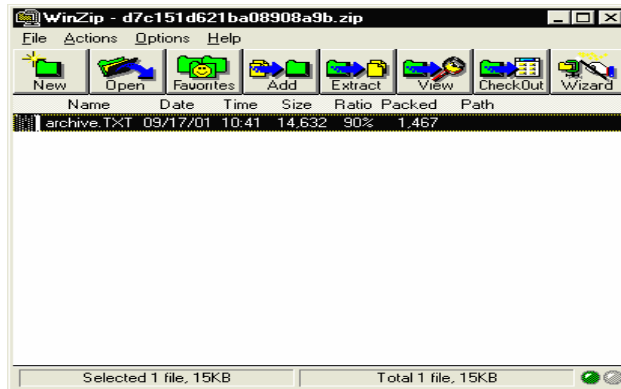 WinZip - d7c151d621ba08908a9b.zip
File Actions Options Help
New Open Favorites Add Extract View CheckOut Wizard
Name Date Time Size Ratio Packed Path
archive.TXT 09/17/01 10:41 14,632 90% 1,467
Selected 1 file, 15KB Total 1 file, 15KB